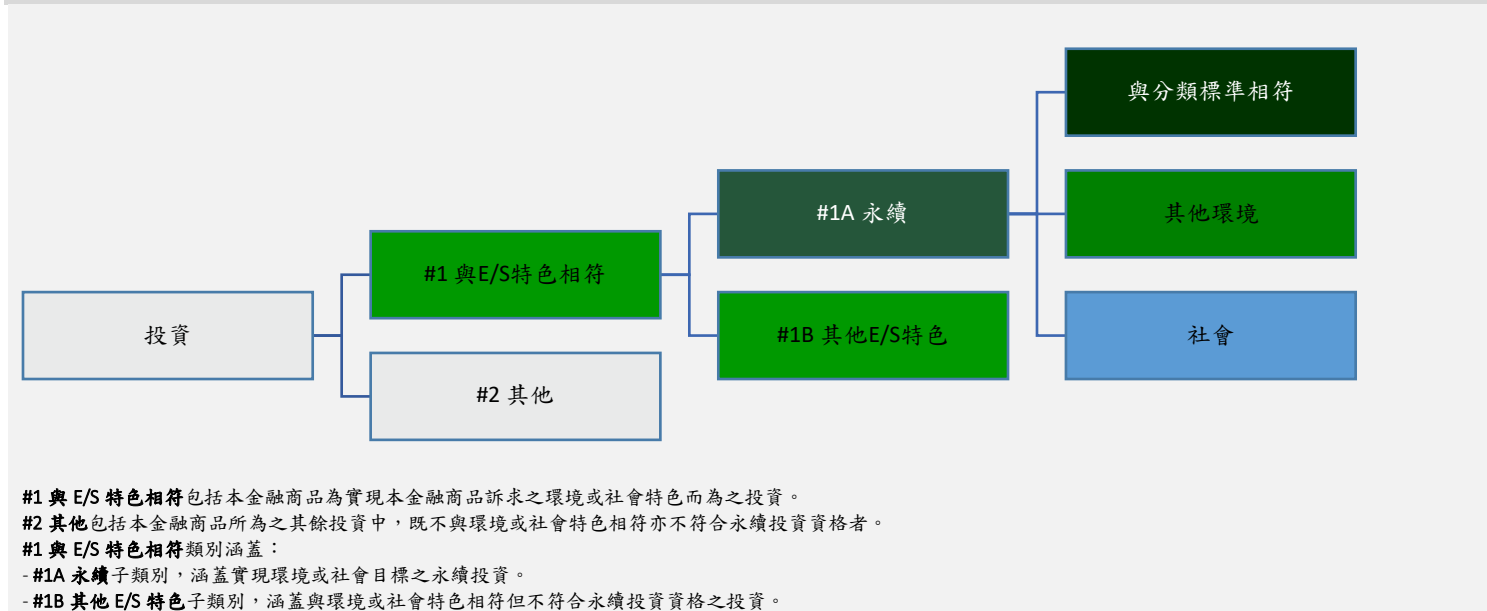 與分類標準相符
#1A 永續
其他環境
#1 與E/S特色相符
投資
#1B 其他E/S特色
社會
#2 其他
#1 與 E/S 特色相符包括本金融商品為實現本金融商品訴求之環境或社會特色而為之投資。
#2 其他包括本金融商品所為之其餘投資中，既不與環境或社會特色相符亦不符合永續投資資格者。
#1 與 E/S 特色相符類別涵蓋：
- #1A 永續子類別，涵蓋實現環境或社會目標之永續投資。
- #1B 其他 E/S 特色子類別，涵蓋與環境或社會特色相符但不符合永續投資資格之投資。